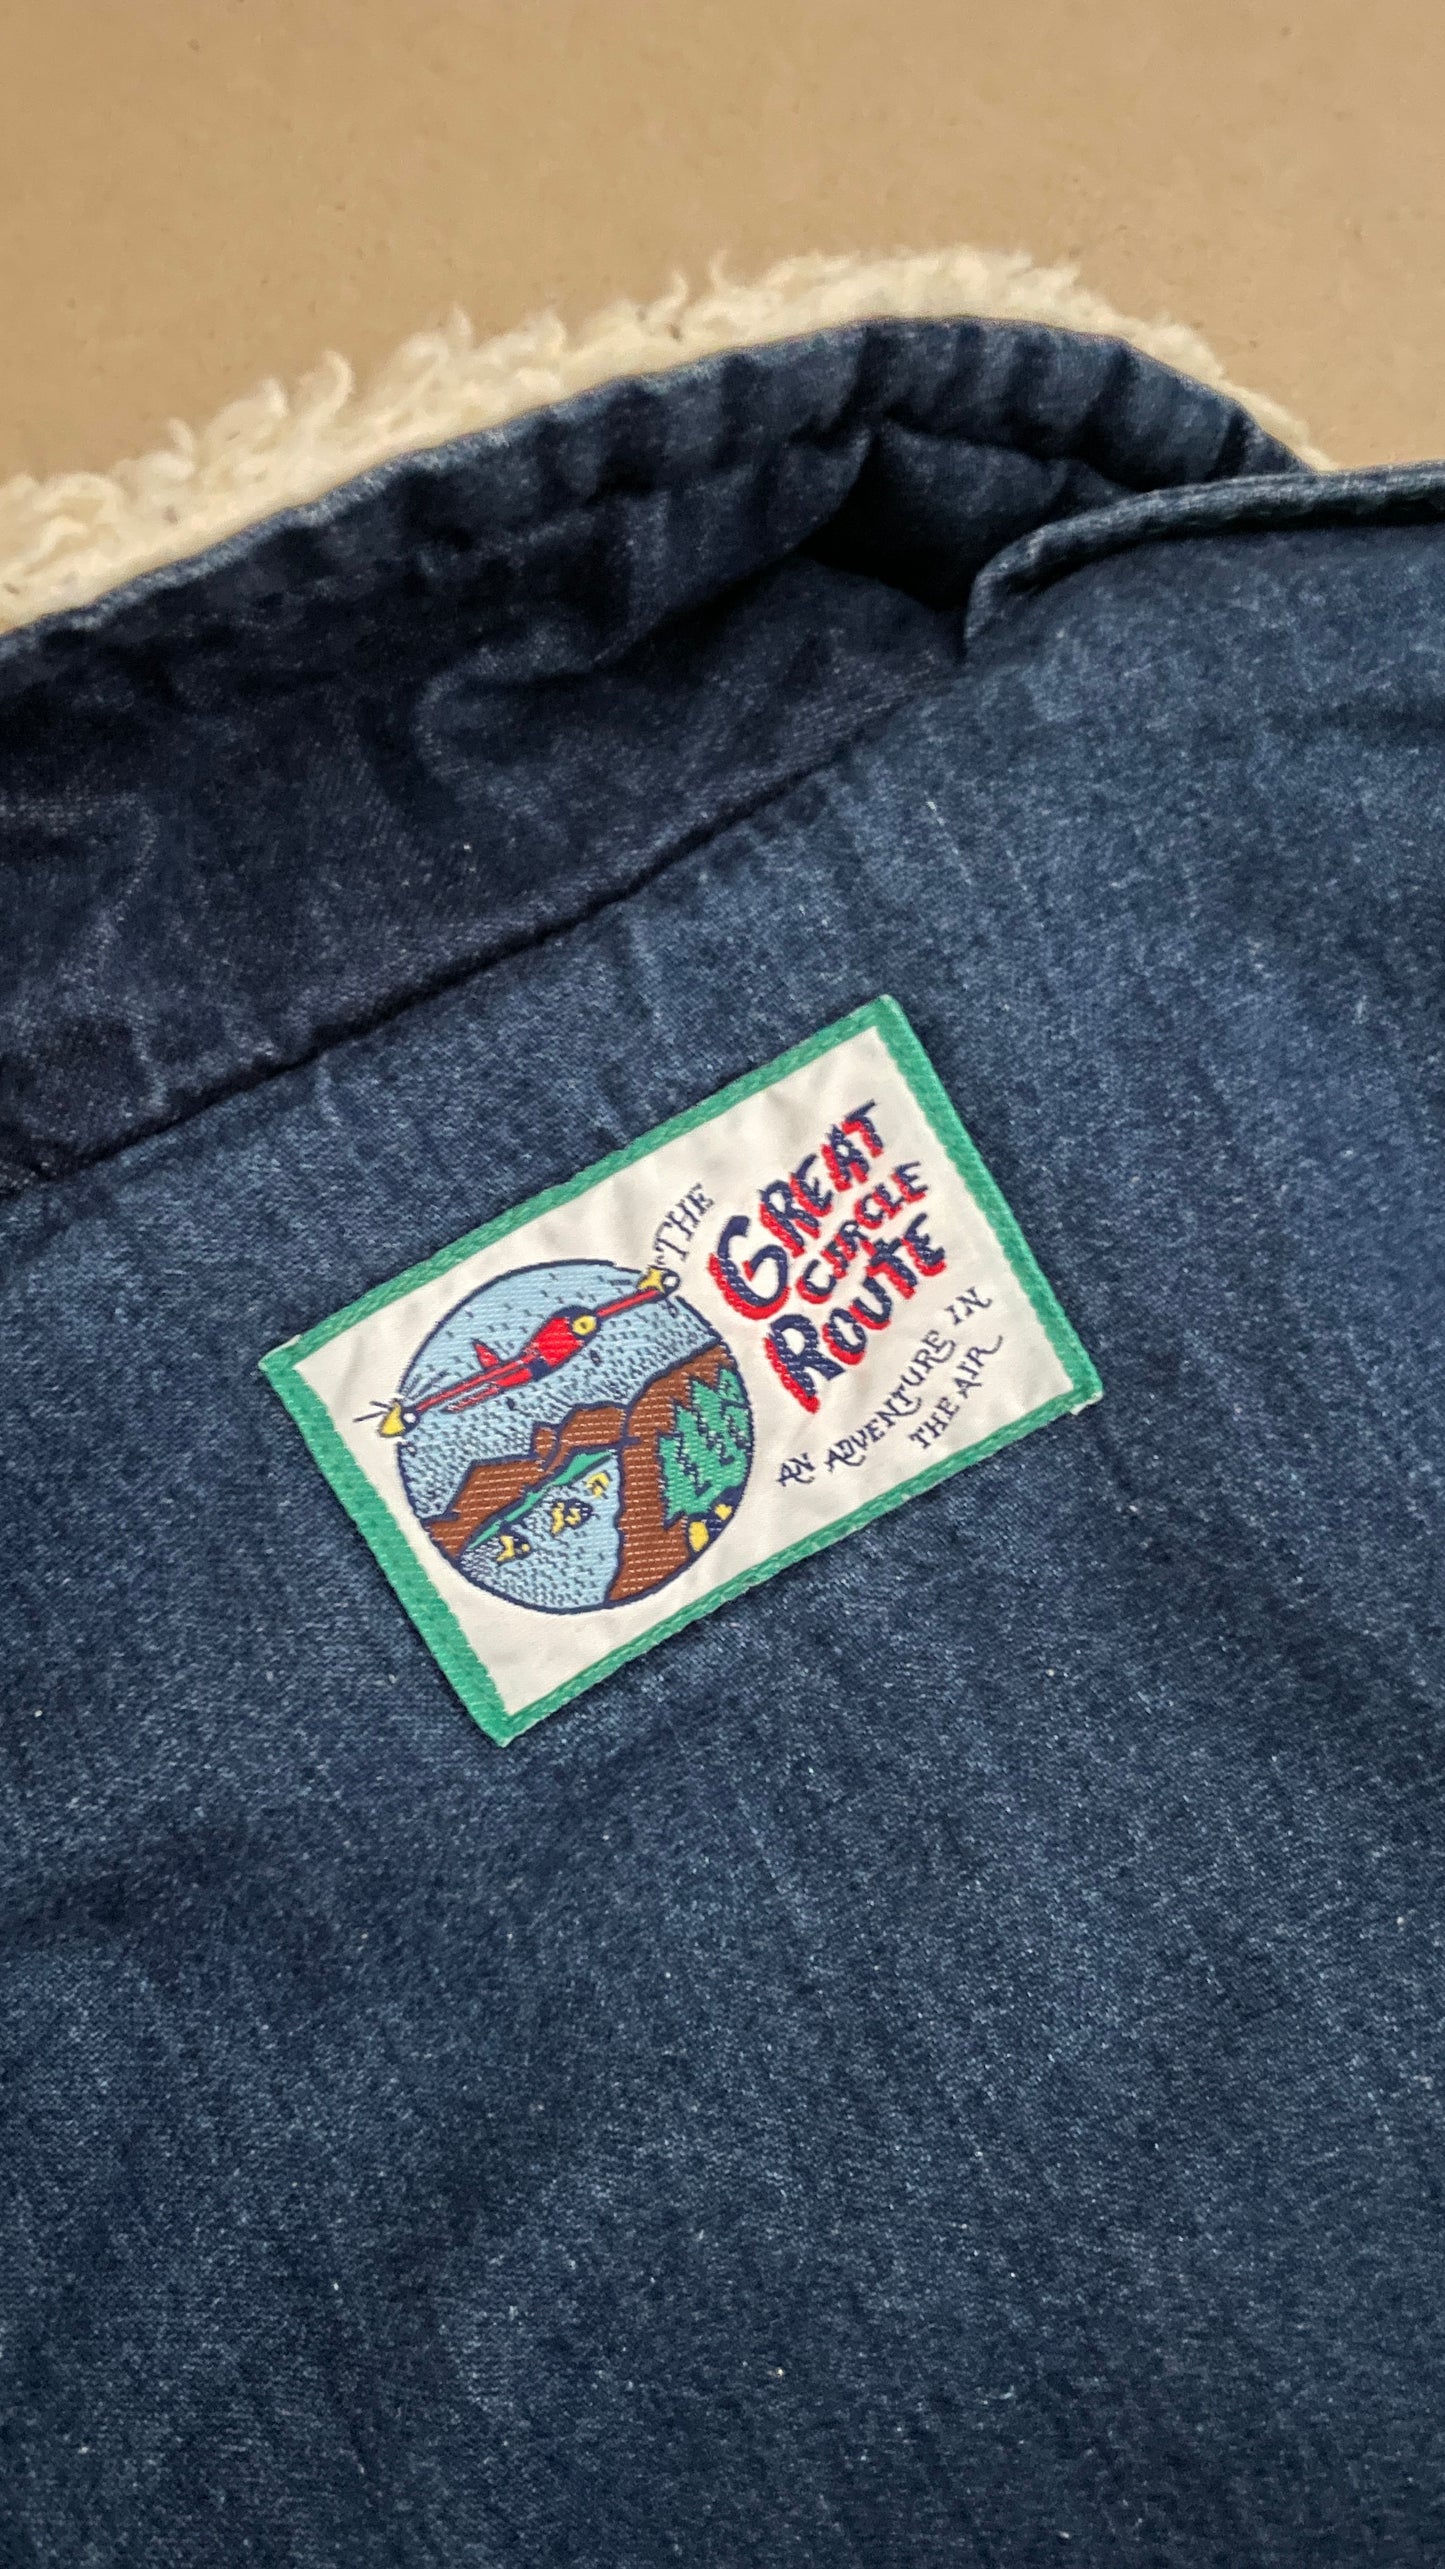 THE
GREAT
CIRCLE
ROUTE
AN ADVENTURE IN
THE AIR